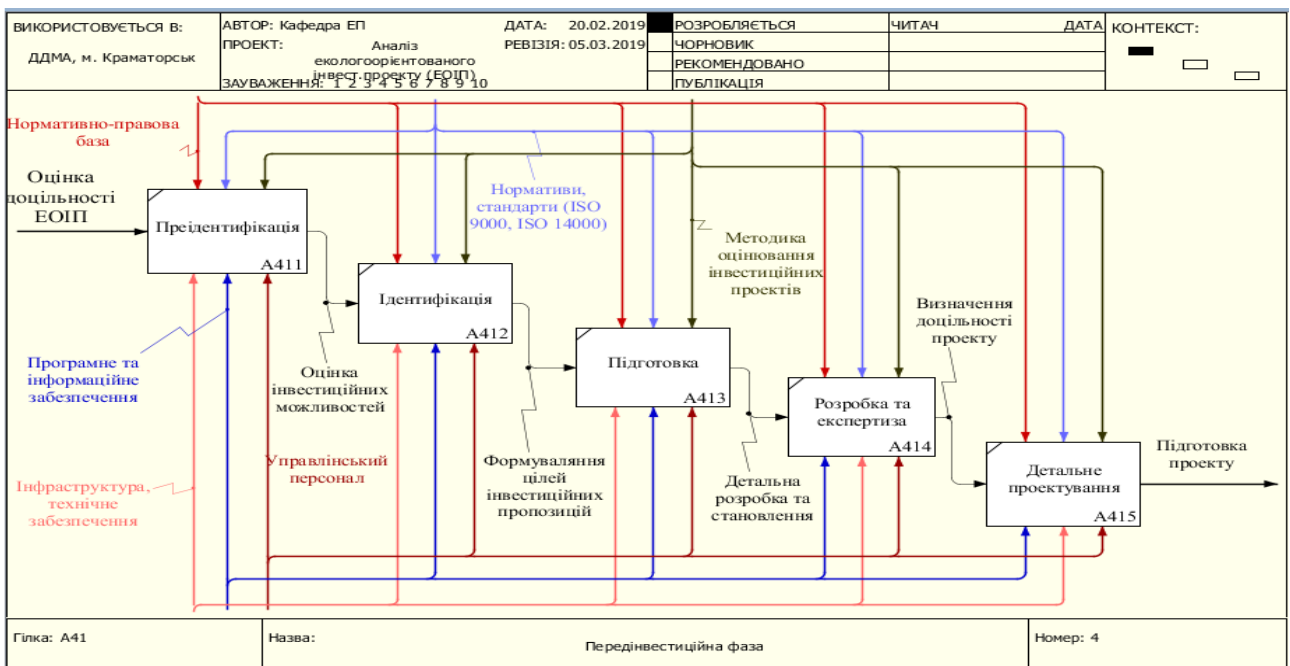 ВИКОРИСТОВУЄТЬСЯ В:
ДДМА, м. Краматорськ
АВТОР: Кафедра ЕП
ДАТА: 20.02.2019
ПРОЕКТ: Аналіз
екологоорієнтованого
інвест.проекту (ЕОІП)
РЕВІЗІЯ: 05.03.2019
ЗАУВАЖЕННЯ: 1 2 3 4 5 6 7 8 9 10
РОЗРОБЛЯЄТЬСЯ
ЧОРНОВИК
РЕКОМЕНДОВАНО
ПУБЛІКАЦІЯ
ЧИТАЧ
ДАТА
КОНТЕКСТ:
Нормативно-правова
база
Оцінка
доцільності
ЕОІП
Преідентифікація
A411
Нормативи,
стандарти (ISO
9000, ISO 14000)
Методика
оцінювання
інвестиційних
проектів
Ідентифікація
A412
Визначення
доцільності
проекту
Програмне та
інформаційне
забезпечення
Оцінка
інвестиційних
можливостей
Підготовка
A413
Розробка та
експертиза
A414
Управлінський
персонал
Формуваляння
цілей
інвестиційних
пропозицій
Детальна
розробка та
становлення
Інфраструктура,
технічне
забезпечення
Детальне
проектування
A415
Підготовка
проекту
Гілка: A41
Назва:
Передінвестиційна фаза
Номер: 4